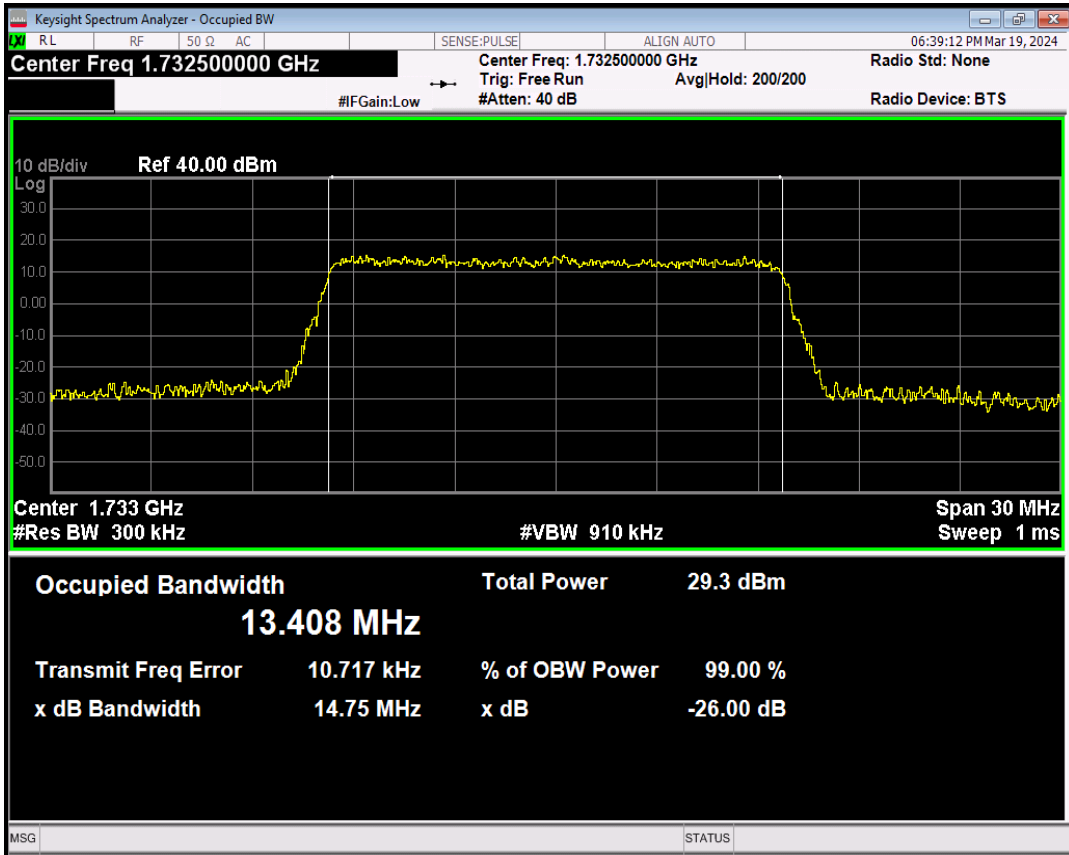 Keysight Spectrum Analyzer - Occupied BW
LXI RL RF 50 Ω AC SENSE:PULSE ALIGN AUTO 06:39:12 PM Mar 19, 2024
Center Freq 1.732500000 GHz Center Freq: 1.732500000 GHz Radio Std: None
Trig: Free Run Avg|Hold: 200/200
#IFGain:Low #Atten: 40 dB Radio Device: BTS
10 dB/div Ref 40.00 dBm
Log
30.0
20.0
10.0
0.00
-10.0
-20.0
-30.0
-40.0
-50.0
Center 1.733 GHz Span 30 MHz
#Res BW 300 kHz #VBW 910 kHz Sweep 1 ms
Occupied Bandwidth Total Power 29.3 dBm
13.408 MHz
Transmit Freq Error 10.717 kHz % of OBW Power 99.00 %
x dB Bandwidth 14.75 MHz x dB -26.00 dB
MSG STATUS